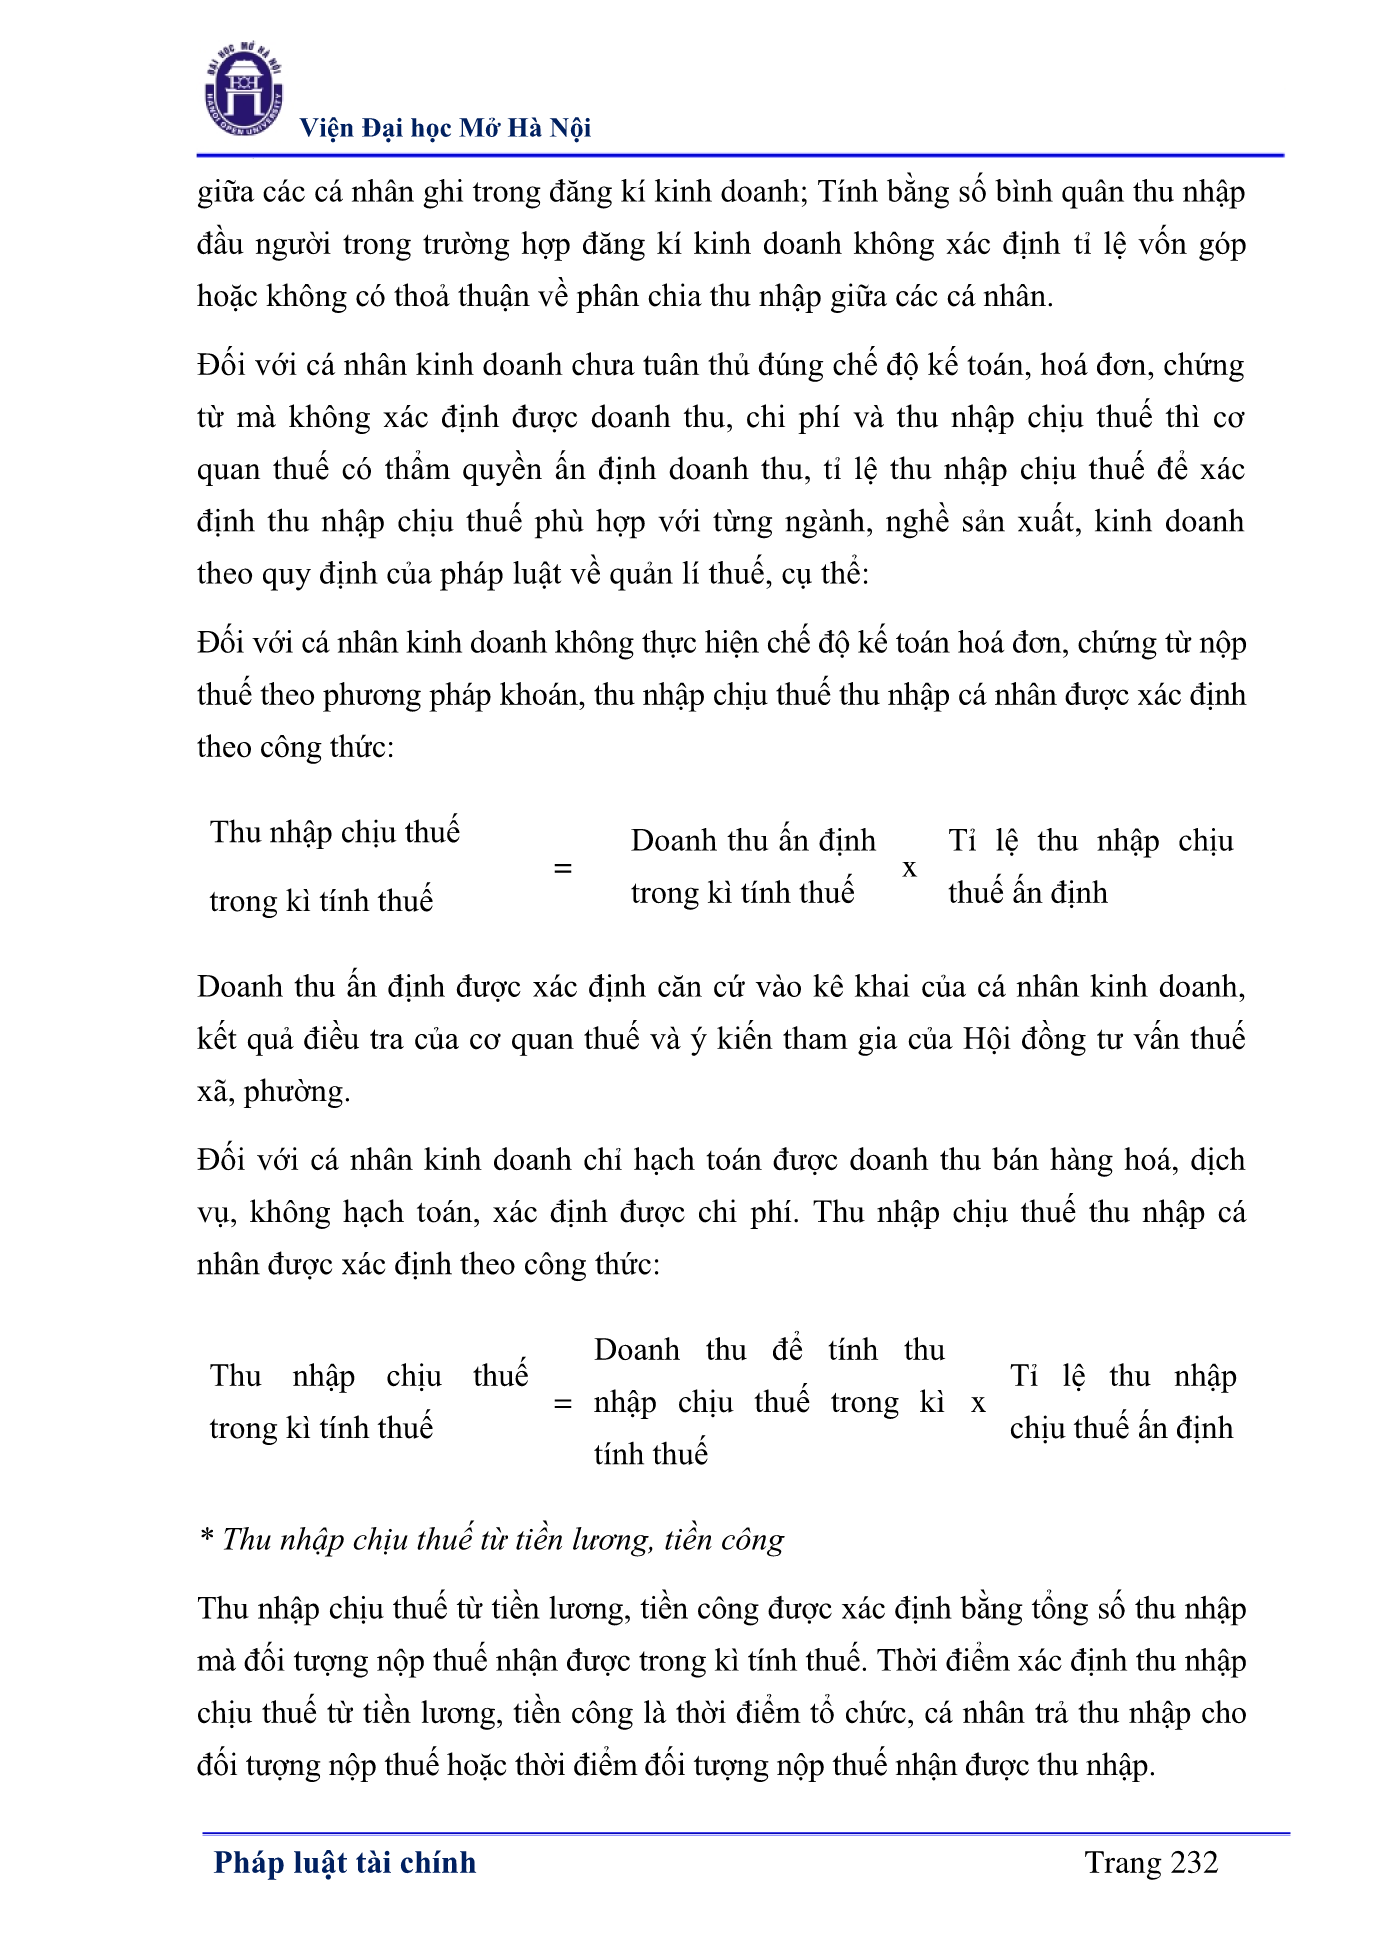 ĐẠI HỌC MỞ HÀ NỘI
HANOI OPEN UNIVERSITY
Viện Đại học Mở Hà Nội
giữa các cá nhân ghi trong đăng kí kinh doanh; Tính bằng số bình quân thu nhập
đầu người trong trường hợp đăng kí kinh doanh không xác định tỉ lệ vốn góp
hoặc không có thoả thuận về phân chia thu nhập giữa các cá nhân.
Đối với cá nhân kinh doanh chưa tuân thủ đúng chế độ kế toán, hoá đơn, chứng
từ mà không xác định được doanh thu, chi phí và thu nhập chịu thuế thì cơ
quan thuế có thẩm quyền ấn định doanh thu, tỉ lệ thu nhập chịu thuế để xác
định thu nhập chịu thuế phù hợp với từng ngành, nghề sản xuất, kinh doanh
theo quy định của pháp luật về quản lí thuế, cụ thể:
Đối với cá nhân kinh doanh không thực hiện chế độ kế toán hoá đơn, chứng từ nộp
thuế theo phương pháp khoán, thu nhập chịu thuế thu nhập cá nhân được xác định
theo công thức:
Thu nhập chịu thuế
trong kì tính thuế
=
Doanh thu ấn định
trong kì tính thuế
x
Tỉ lệ thu nhập chịu
thuế ấn định
Doanh thu ấn định được xác định căn cứ vào kê khai của cá nhân kinh doanh,
kết quả điều tra của cơ quan thuế và ý kiến tham gia của Hội đồng tư vấn thuế
xã, phường.
Đối với cá nhân kinh doanh chỉ hạch toán được doanh thu bán hàng hoá, dịch
vụ, không hạch toán, xác định được chi phí. Thu nhập chịu thuế thu nhập cá
nhân được xác định theo công thức:
Thu nhập chịu thuế
trong kì tính thuế
=
Doanh thu để tính thu
nhập chịu thuế trong kì
tính thuế
x
Tỉ lệ thu nhập
chịu thuế ấn định
* Thu nhập chịu thuế từ tiền lương, tiền công
Thu nhập chịu thuế từ tiền lương, tiền công được xác định bằng tổng số thu nhập
mà đối tượng nộp thuế nhận được trong kì tính thuế. Thời điểm xác định thu nhập
chịu thuế từ tiền lương, tiền công là thời điểm tổ chức, cá nhân trả thu nhập cho
đối tượng nộp thuế hoặc thời điểm đối tượng nộp thuế nhận được thu nhập.
Pháp luật tài chính
Trang 232